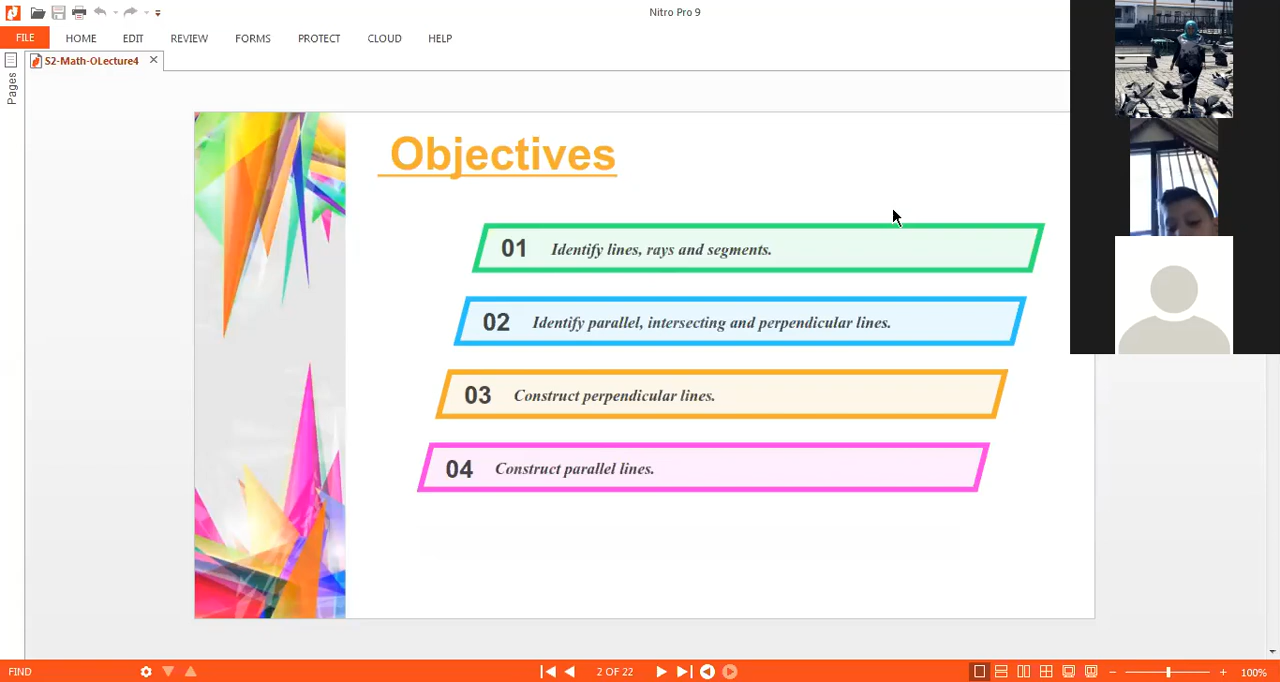 Nitro Pro 9
FILE
HOME
EDIT
REVIEW
FORMS
PROTECT
CLOUD
HELP
S2-Math-OLecture4
Pages
Objectives
01 Identify lines, rays and segments.
02 Identify parallel, intersecting and perpendicular lines.
03 Construct perpendicular lines.
04 Construct parallel lines.
FIND
2 OF 22
100%